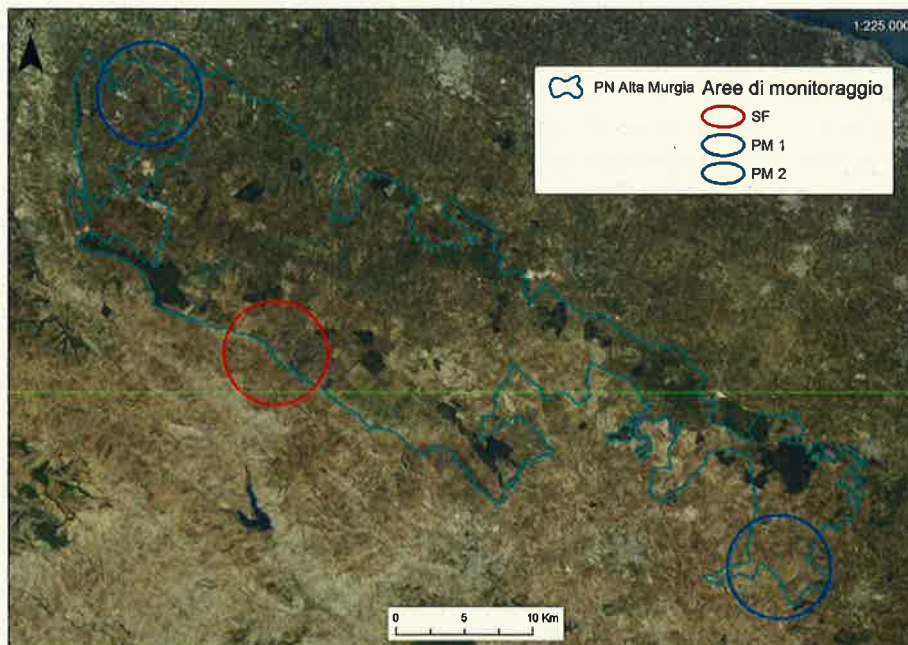 N
1:225 000
PN Alta Murgia
Aree di monitoraggio
SF
PM 1
PM 2
0 5 10 Km